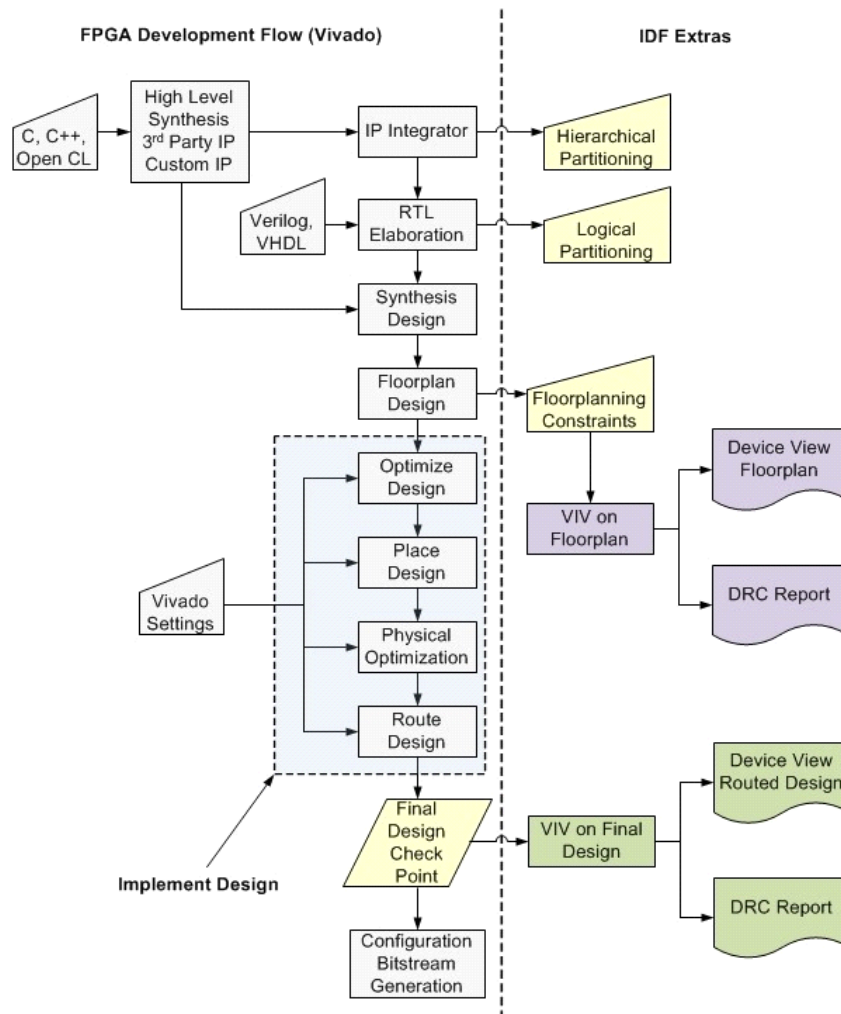 FPGA Development Flow (Vivado)
IDF Extras
C, C++,
Open CL
High Level
Synthesis
3rd Party IP
Custom IP
IP Integrator
Hierarchical
Partitioning
Verilog,
VHDL
RTL
Elaboration
Logical
Partitioning
Synthesis
Design
Floorplan
Design
Floorplanning
Constraints
Device View
Floorplan
VIV on
Floorplan
DRC Report
Optimize
Design
Place
Design
Vivado
Settings
Physical
Optimization
Route
Design
Implement Design
Final
Design
Check
Point
VIV on Final
Design
Device View
Routed Design
DRC Report
Configuration
Bitstream
Generation